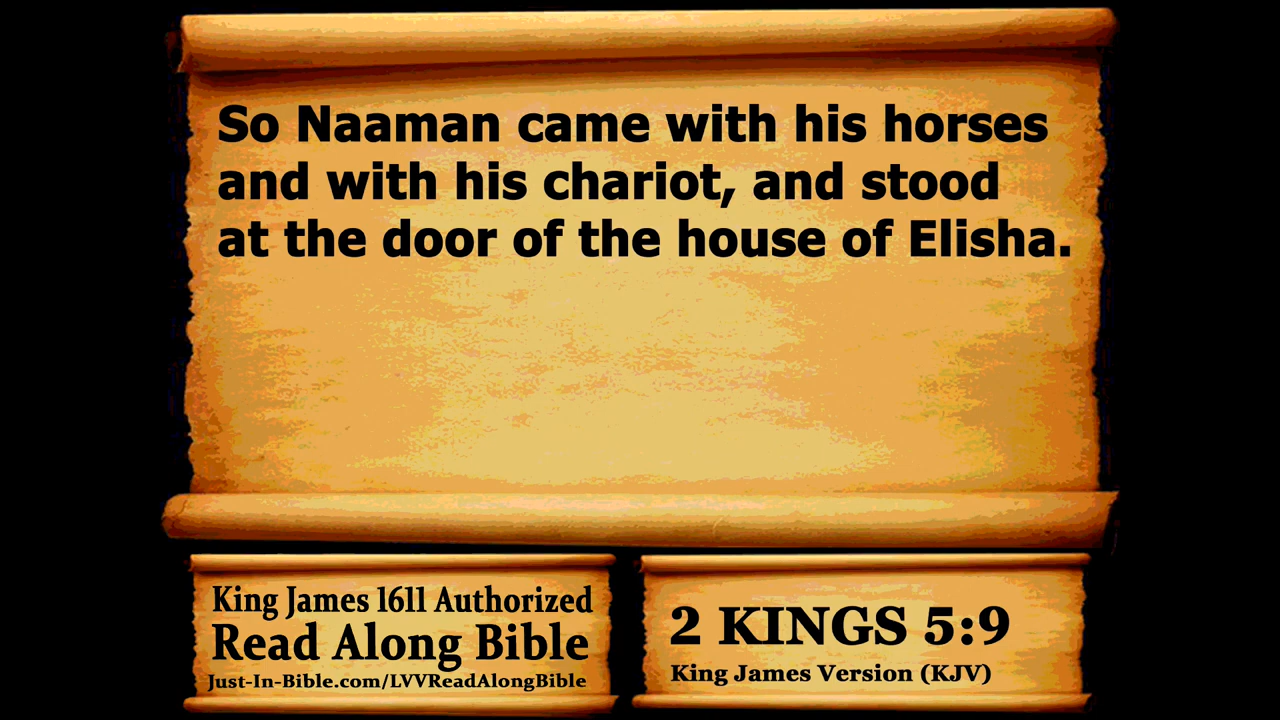 So Naaman came with his horses
and with his chariot, and stood
at the door of the house of Elisha.
King James 1611 Authorized
Read Along Bible
Just-In-Bible.com/LVVReadAlongBible
2 KINGS 5:9
King James Version (KJV)